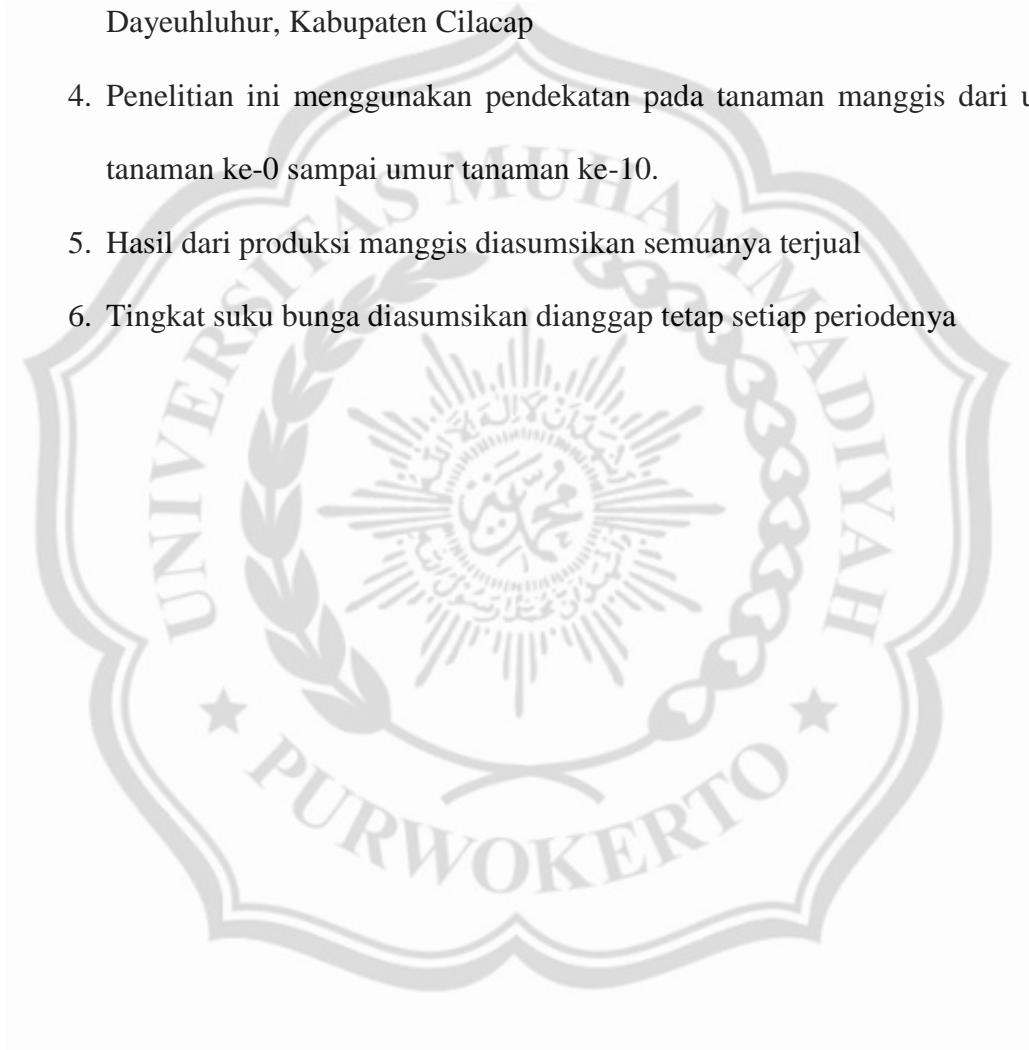 Dayeuhluhur, Kabupaten Cilacap
4. Penelitian ini menggunakan pendekatan pada tanaman manggis dari u
tanaman ke-0 sampai umur tanaman ke-10.
5. Hasil dari produksi manggis diasumsikan semuanya terjual
6. Tingkat suku bunga diasumsikan dianggap tetap setiap periodenya
UNIVERSITAS MUHAMMADIYAH
PURWOKERTO